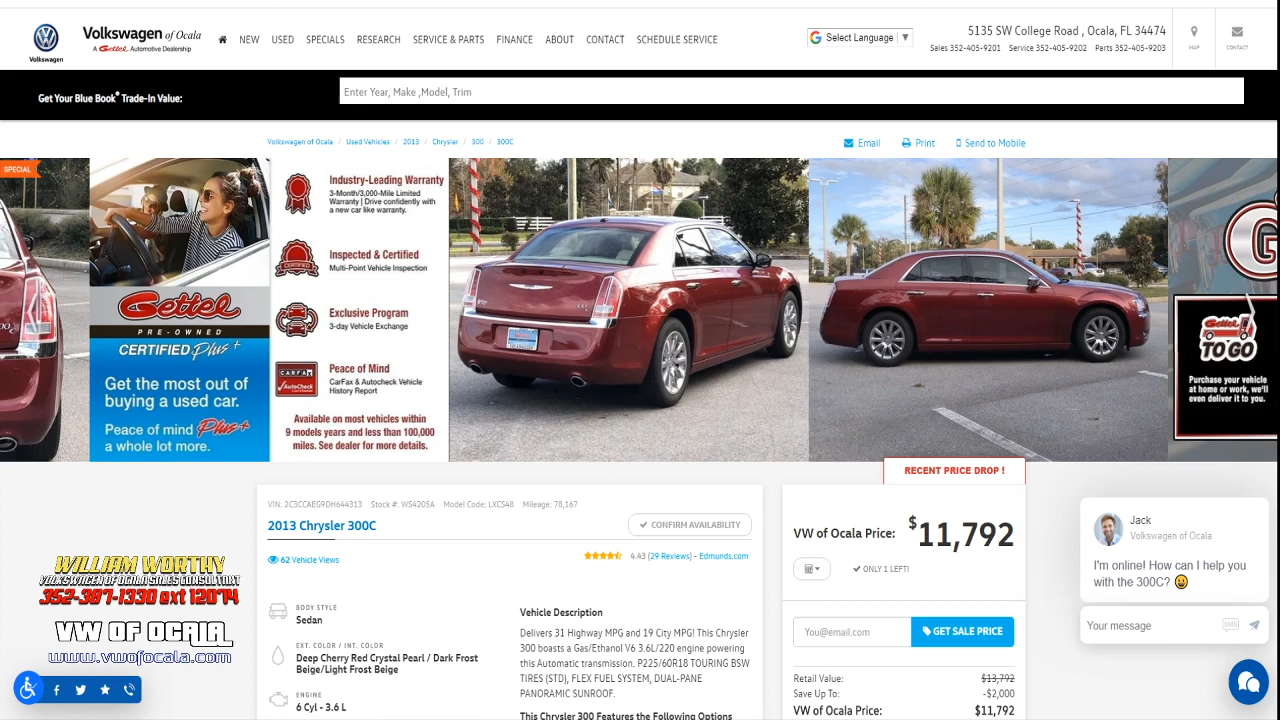 Volkswagen
Volkswagen of Ocala
A Gettel Automotive Dealership
NEW USED SPECIALS RESEARCH SERVICE & PARTS FINANCE ABOUT CONTACT SCHEDULE SERVICE
Select Language ▼
5135 SW College Road , Ocala, FL 34474
Sales 352-405-9201 Service 352-405-9202 Parts 352-405-9203
MAP
CONTACT
Get Your Blue Book® Trade-In Value:
Enter Year, Make ,Model, Trim
Volkswagen of Ocala / Used Vehicles / 2013 / Chrysler / 300 / 300C
Email Print Send to Mobile
SPECIAL
Gettel
PRE-OWNED
CERTIFIED Plus+
Get the most out of
buying a used car.
Peace of mind Plus+
a whole lot more.
Industry-Leading Warranty
3-Month/3,000-Mile Limited
Warranty | Drive confidently with
a new car like warranty.
Inspected & Certified
Multi-Point Vehicle Inspection
Exclusive Program
3-day Vehicle Exchange
CARFAX
AutoCheck
Peace of Mind
CarFax & Autocheck Vehicle
History Report
Available on most vehicles within
9 models years and less than 100,000
miles. See dealer for more details.
G
Gettel
TO GO
Purchase your vehicle
at home or work, we'll
even deliver it to you.
RECENT PRICE DROP !
VIN: 2C3CCAEG9DH644313 Stock #: WS4205A Model Code: LXCS48 Mileage: 78,167
2013 Chrysler 300C
CONFIRM AVAILABILITY
62 Vehicle Views
4.43 (29 Reviews) - Edmunds.com
BODY STYLE
Sedan
EXT. COLOR / INT. COLOR
Deep Cherry Red Crystal Pearl / Dark Frost
Beige/Light Frost Beige
ENGINE
6 Cyl - 3.6 L
Vehicle Description
Delivers 31 Highway MPG and 19 City MPG! This Chrysler
300 boasts a Gas/Ethanol V6 3.6L/220 engine powering
this Automatic transmission. P225/60R18 TOURING BSW
TIRES (STD), FLEX FUEL SYSTEM, DUAL-PANE
PANORAMIC SUNROOF.
This Chrysler 300 Features the Following Options
VW of Ocala Price: $11,792
ONLY 1 LEFT!
You@email.com
GET SALE PRICE
Retail Value: $13,792
Save Up To: -$2,000
VW of Ocala Price: $11,792
Jack
Volkswagen of Ocala
I'm online! How can I help you
with the 300C?
Your message
SMS
WILLIAM WORTHY
VOLKSWAGEN OF OCALA SALES CONSULTANT
352-387-1330 ext 12014
VW OF OCALA
www.vwofocala.com